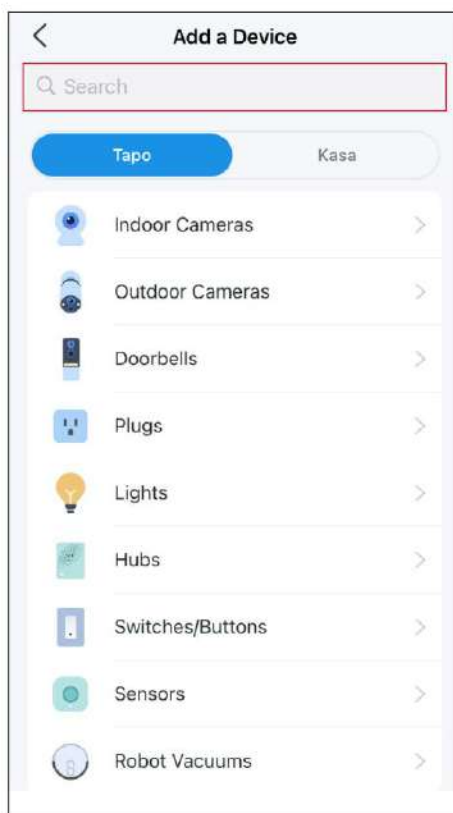 Add a Device
Search
Tapo Kasa
Indoor Cameras
Outdoor Cameras
Doorbells
Plugs
Lights
Hubs
Switches/Buttons
Sensors
Robot Vacuums